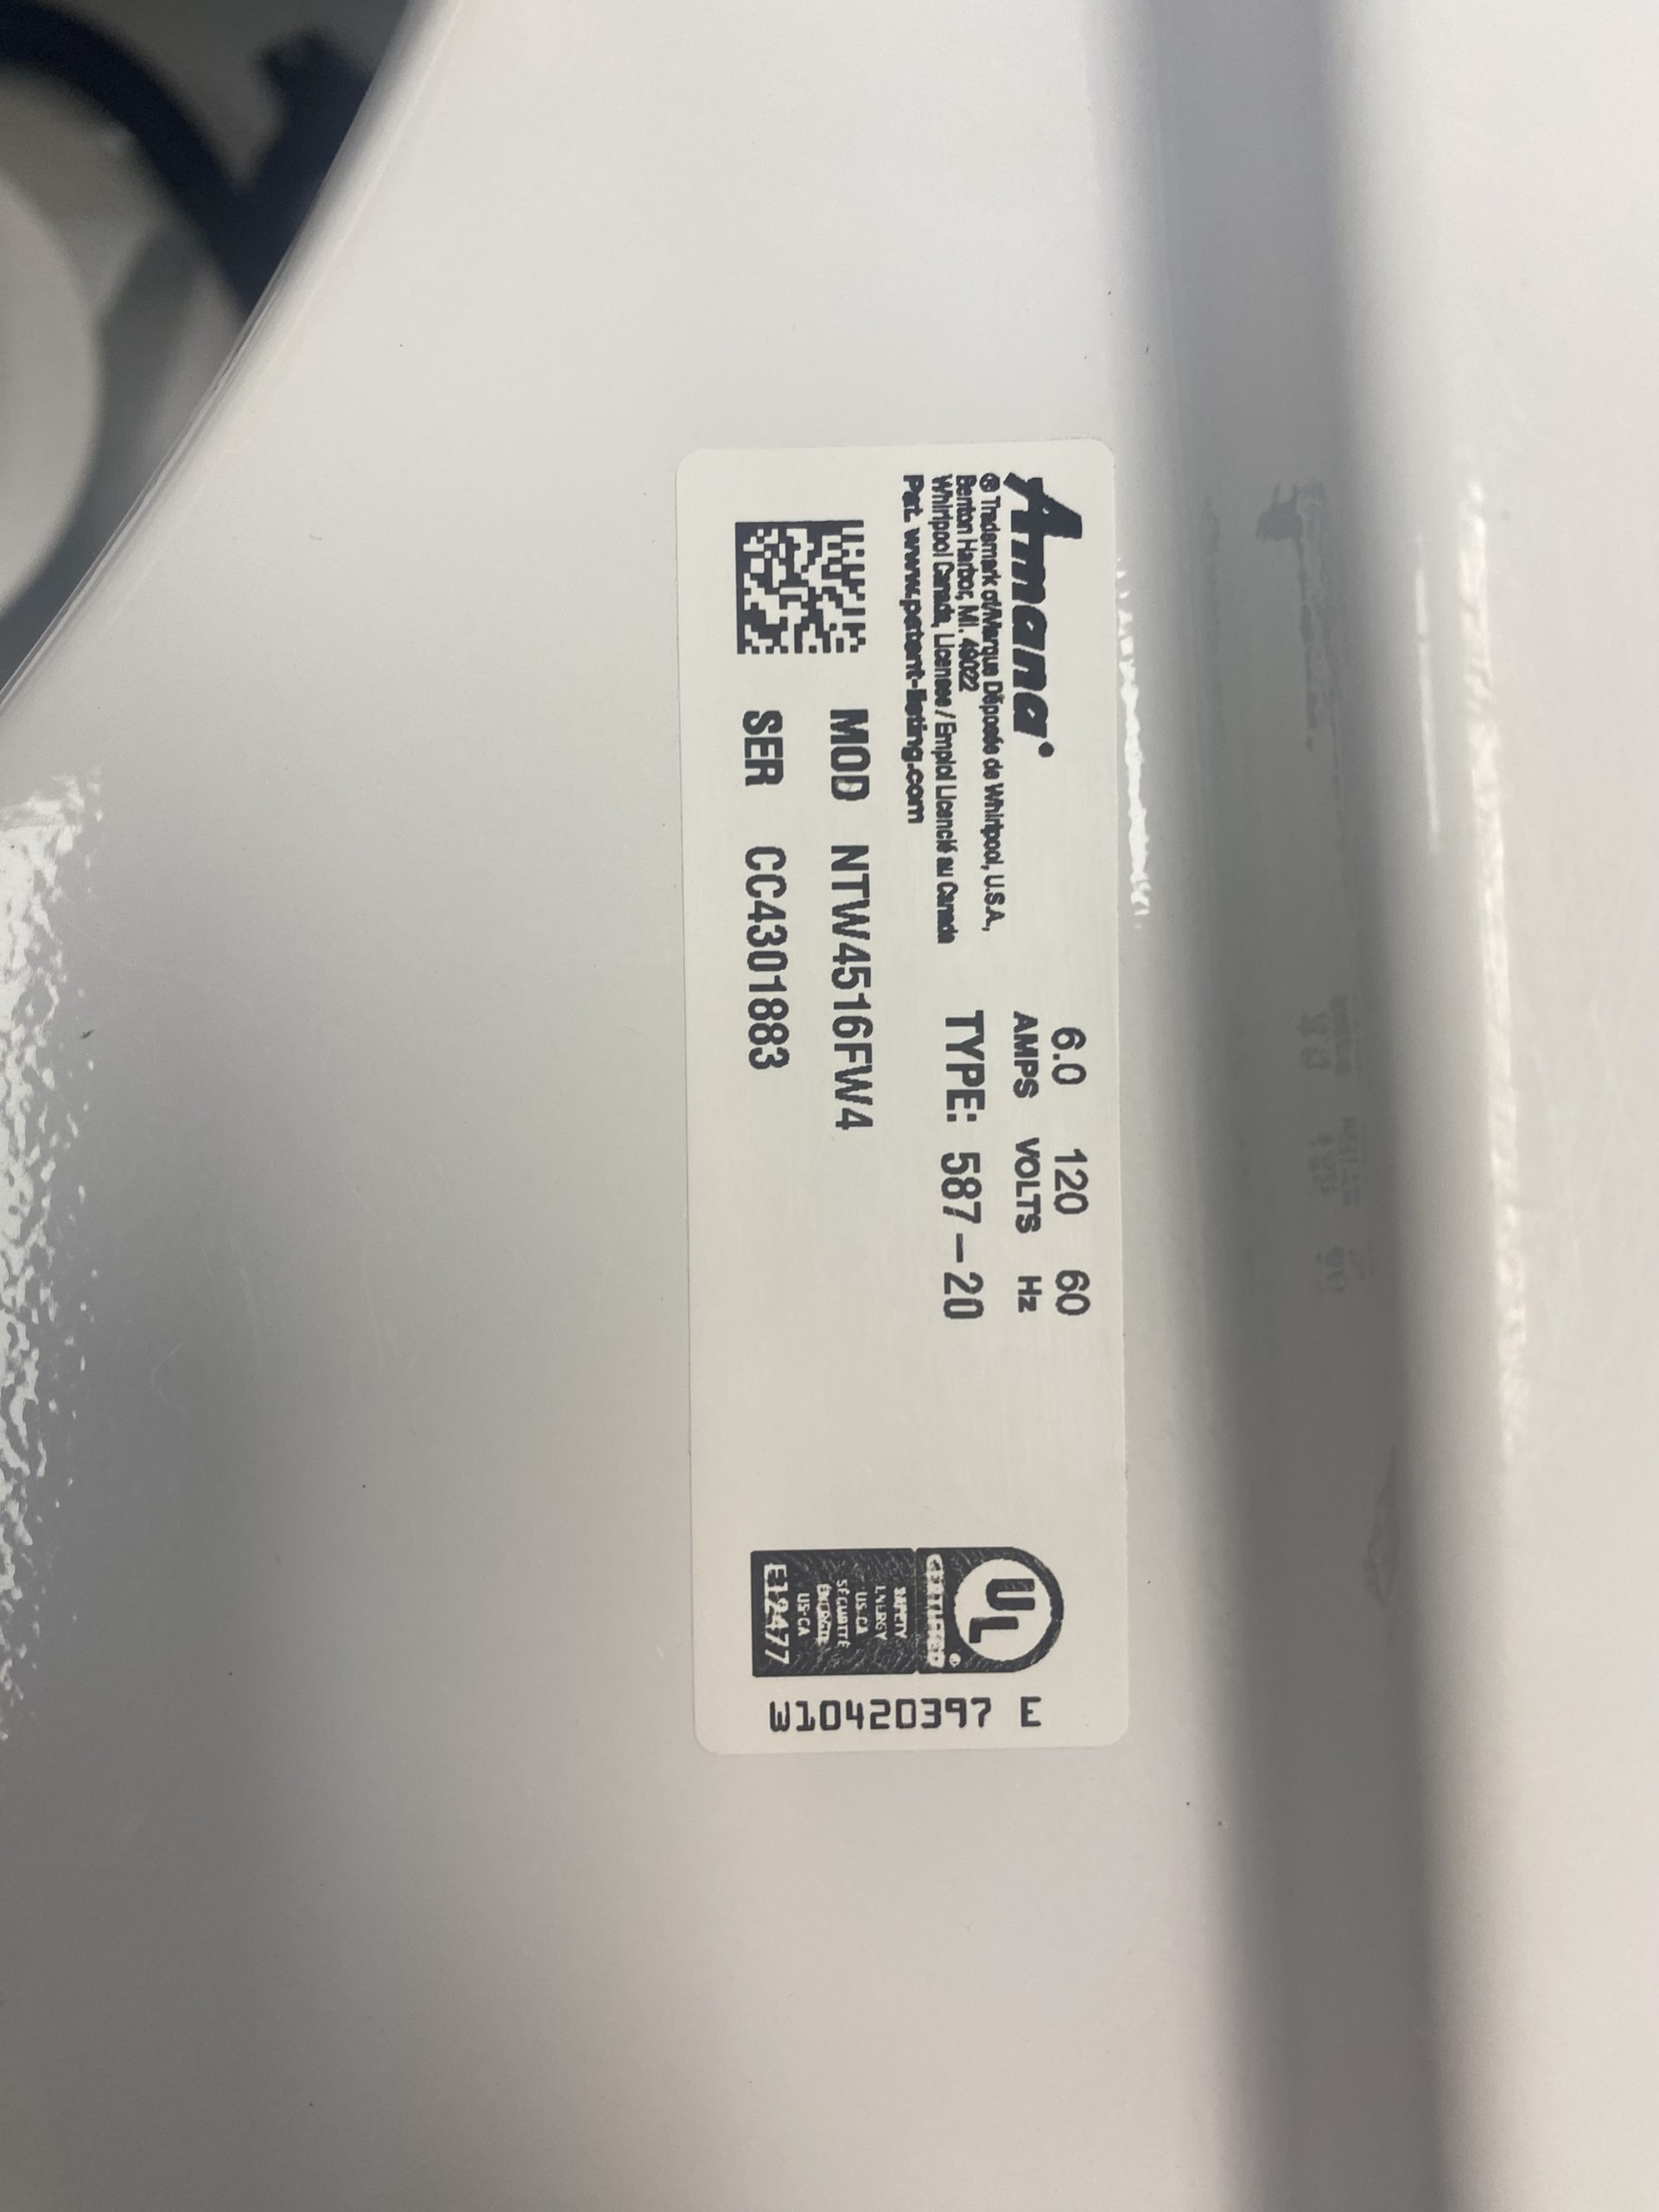 Amana®
® Trademark of/Marque Déposée de Whirlpool, U.S.A.,
Benton Harbor, MI. 49022
Whirlpool Canada, Licensee / Emploi Licencié au Canada
Pat. www.patent-listing.com
6.0 120 60
AMPS VOLTS Hz
TYPE: 587-20
MOD NTW4516FW4
SER CC4301883
UL
CERTIFIED®
SAFETY
ENERGY
US-CA
SÉCURITÉ
ÉNERGIE
US-CA
E12477
W10420397 E